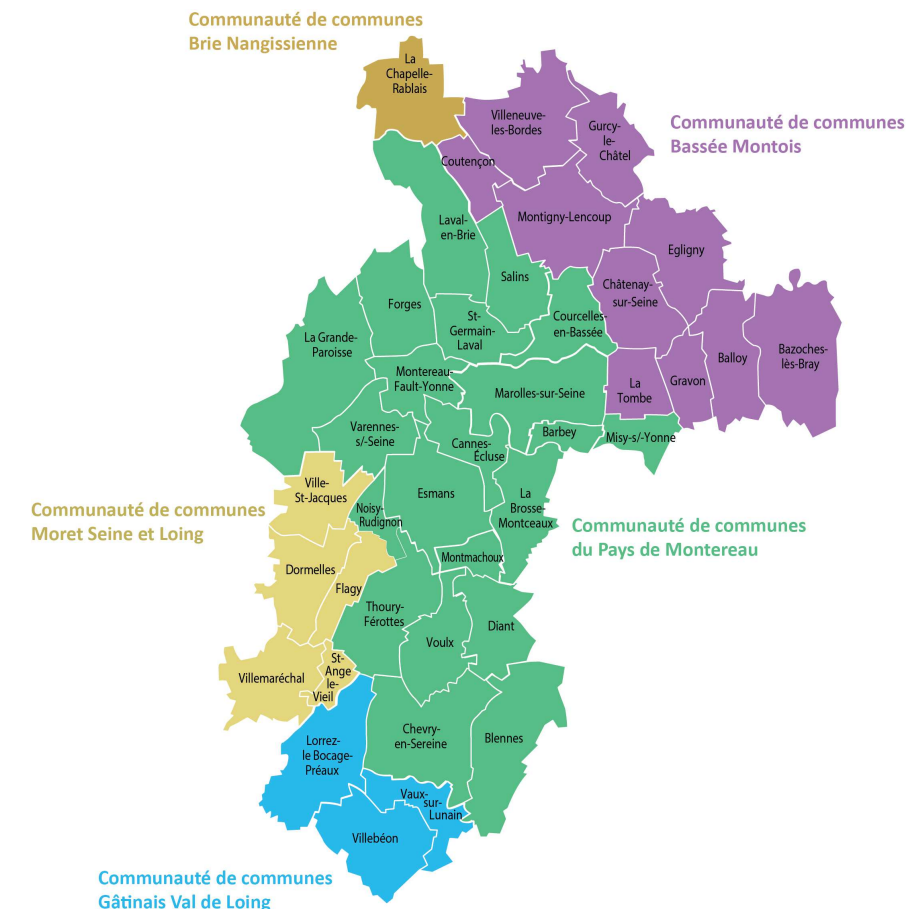 Communauté de communes
Brie Nangissienne
La
Chapelle-
Rablais
Villeneuve-
les-Bordes
Gurcy-
le-
Châtel
Communauté de communes
Bassée Montois
Coutençon
Montigny-Lencoup
Laval-
en-Brie
Egligny
Salins
Châtenay-
sur-Seine
Forges
St-
Germain-
Laval
Courcelles-
en-Bassée
La Grande-
Paroisse
Balloy
Bazoches-
lès-Bray
Montereau-
Fault-Yonne
La
Tombe
Gravon
Marolles-sur-Seine
Varennes-
s/-Seine
Cannes-
Écluse
Barbey
Misy-s/-Yonne
Ville-
St-Jacques
Esmans
La
Brosse-
Montceaux
Noisy-
Rudignon
Communauté de communes
Moret Seine et Loing
Communauté de communes
du Pays de Montereau
Montmachoux
Dormelles
Flagy
Thoury-
Férottes
Diant
Voulx
St-
Ange
le-
Vieil
Villemaréchal
Chevry-
en-Sereine
Blennes
Lorrez-
le Bocage-
Préaux
Vaux-
sur-
Lunain
Villebéon
Communauté de communes
Gâtinais Val de Loing